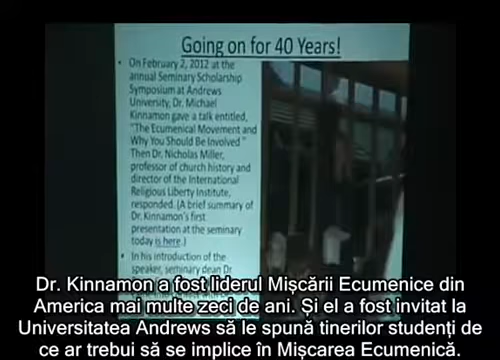 Going on for 40 Years!
• On February 2, 2012 at the
annual Seminary Scholarship
Symposium at Andrews
University, Dr. Michael
Kinnamon gave a talk entitled,
"The Ecumenical Movement and
Why You Should Be Involved"
Then Dr. Nicholas Miller,
professor of church history and
director of the International
Religious Liberty Institute,
responded. (A brief summary of
Dr. Kinnamon's first
presentation at the seminary
today is here.)
• In his introduction of the
speaker, seminary dean Dr
Dr. Kinnamon a fost liderul Mișcării Ecumenice din
America mai multe zeci de ani. Și el a fost invitat la
Universitatea Andrews să le spună tinerilor studenți de
ce ar trebui să se implice în Mișcarea Ecumenică.